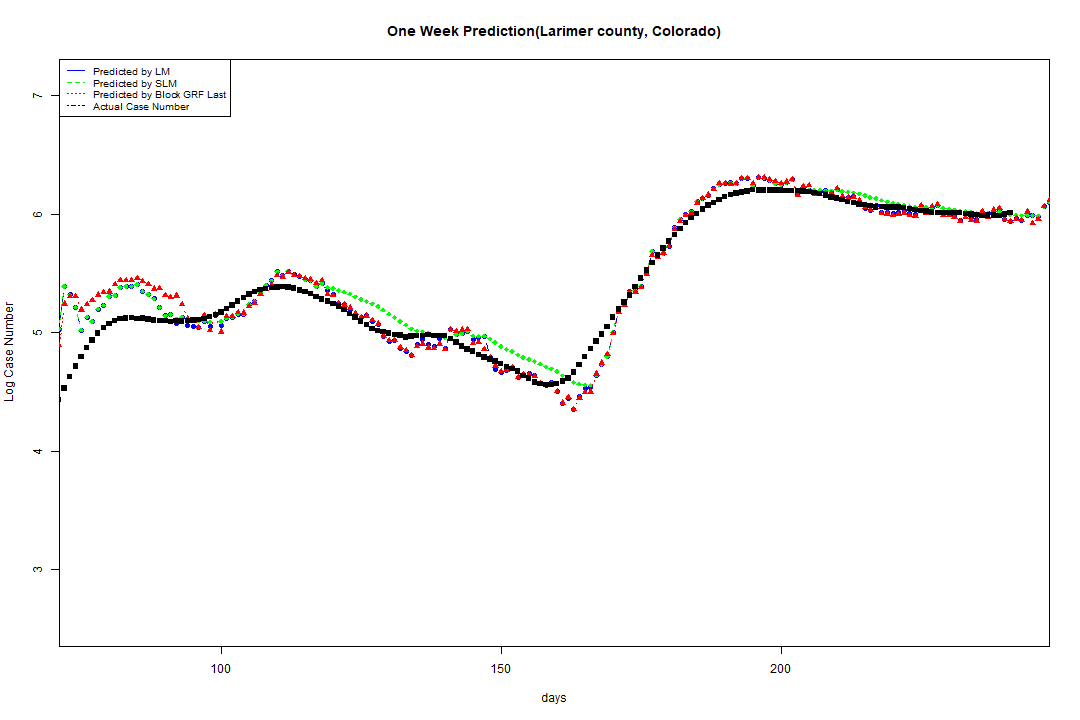 One Week Prediction(Larimer county, Colorado)
Predicted by LM
Predicted by SLM
Predicted by Block GRF Last
Actual Case Number
7
6
5
4
3
Log Case Number
100
150
200
days